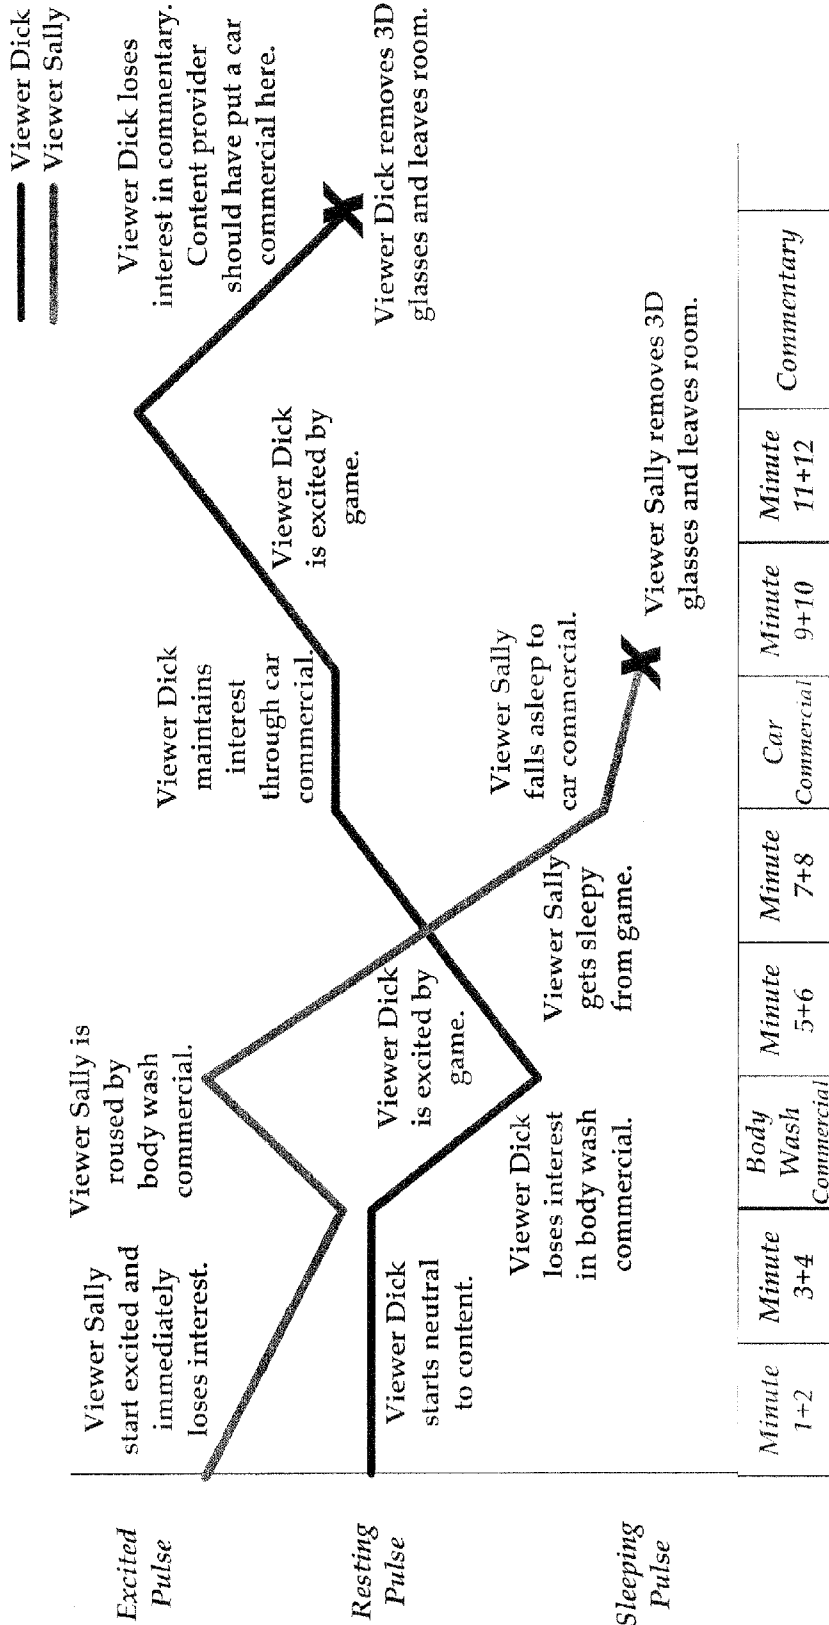 Viewer Dick
Viewer Sally
Excited
Pulse
Resting
Pulse
Sleeping
Pulse
Viewer Sally
start excited and
immediately
loses interest.
Viewer Sally is
roused by
body wash
commercial.
Viewer Dick
maintains
interest
through car
commercial.
Viewer Dick loses
interest in commentary.
Content provider
should have put a car
commercial here.
Viewer Dick
is excited by
game.
Viewer Dick removes 3D
glasses and leaves room.
Viewer Dick
starts neutral
to content.
Viewer Dick
is excited by
game.
Viewer Dick
loses interest
in body wash
commercial.
Viewer Sally
gets sleepy
from game.
Viewer Sally
falls asleep to
car commercial.
X
X
Viewer Sally removes 3D
glasses and leaves room.
Minute
1+2
Minute
3+4
Body
Wash
Commercial
Minute
5+6
Minute
7+8
Car
Commercial
Minute
9+10
Minute
11+12
Commentary